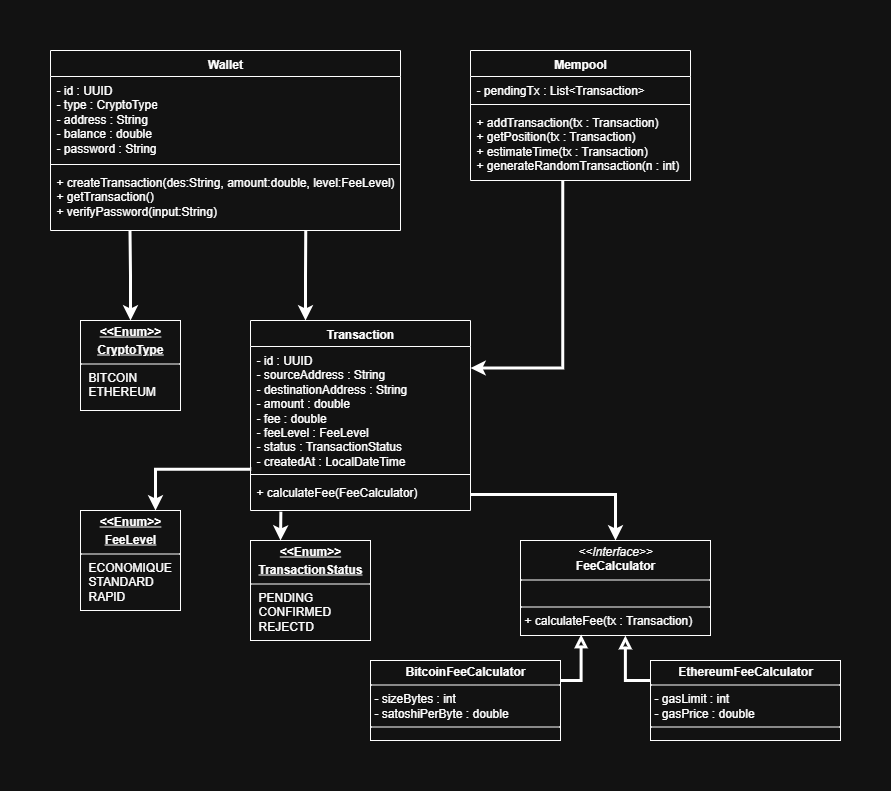 Wallet
- id : UUID
- type : CryptoType
- address : String
- balance : double
- password : String
+ createTransaction(des:String, amount:double, level:FeeLevel)
+ getTransaction()
+ verifyPassword(input:String)
Mempool
- pendingTx : List<Transaction>
+ addTransaction(tx : Transaction)
+ getPosition(tx : Transaction)
+ estimateTime(tx : Transaction)
+ generateRandomTransaction(n : int)
<<Enum>>
CryptoType
BITCOIN
ETHEREUM
Transaction
- id : UUID
- sourceAddress : String
- destinationAddress : String
- amount : double
- fee : double
- feeLevel : FeeLevel
- status : TransactionStatus
- createdAt : LocalDateTime
+ calculateFee(FeeCalculator)
<<Enum>>
FeeLevel
ECONOMIQUE
STANDARD
RAPID
<<Enum>>
TransactionStatus
PENDING
CONFIRMED
REJECTD
<<Interface>>
FeeCalculator
+ calculateFee(tx : Transaction)
BitcoinFeeCalculator
- sizeBytes : int
- satoshiPerByte : double
EthereumFeeCalculator
- gasLimit : int
- gasPrice : double